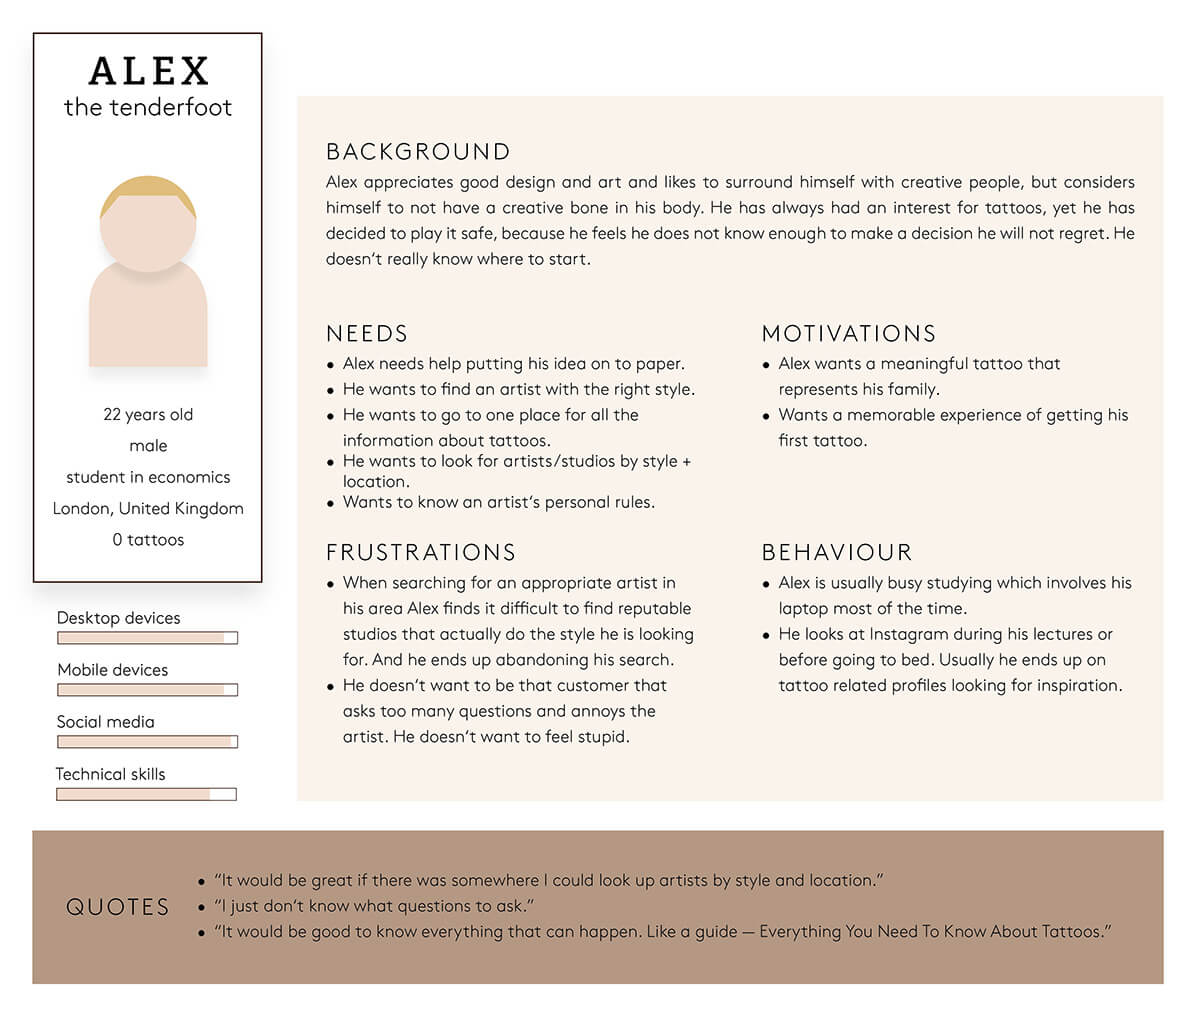 ALEX
the tenderfoot
22 years old
male
student in economics
London, United Kingdom
0 tattoos
Desktop devices
Mobile devices
Social media
Technical skills
BACKGROUND
Alex appreciates good design and art and likes to surround himself with creative people, but considers
himself to not have a creative bone in his body. He has always had an interest for tattoos, yet he has
decided to play it safe, because he feels he does not know enough to make a decision he will not regret. He
doesn’t really know where to start.
NEEDS
• Alex needs help putting his idea on to paper.
• He wants to find an artist with the right style.
• He wants to go to one place for all the
information about tattoos.
• He wants to look for artists/studios by style +
location.
• Wants to know an artist’s personal rules.
MOTIVATIONS
• Alex wants a meaningful tattoo that
represents his family.
• Wants a memorable experience of getting his
first tattoo.
FRUSTRATIONS
• When searching for an appropriate artist in
his area Alex finds it difficult to find reputable
studios that actually do the style he is looking
for. And he ends up abandoning his search.
• He doesn’t want to be that customer that
asks too many questions and annoys the
artist. He doesn’t want to feel stupid.
BEHAVIOUR
• Alex is usually busy studying which involves his
laptop most of the time.
• He looks at Instagram during his lectures or
before going to bed. Usually he ends up on
tattoo related profiles looking for inspiration.
QUOTES
• “It would be great if there was somewhere I could look up artists by style and location.”
• “I just don’t know what questions to ask.”
• “It would be good to know everything that can happen. Like a guide — Everything You Need To Know About Tattoos.”